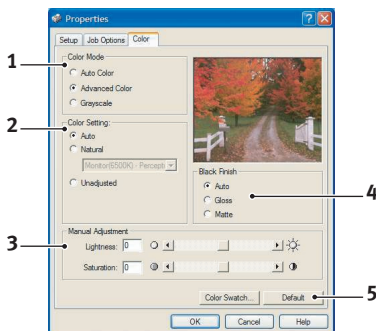 Properties
Setup Job Options Color
1
Color Mode
Auto Color
Advanced Color
Grayscale
2
Color Setting:
Auto
Natural
Monitor(6500K) - Percepti
Unadjusted
Black Finish
Auto
Gloss
Matte
4
3
Manual Adjustment
Lightness: 0
Saturation: 0
Color Swatch... Default
5
OK Cancel Help